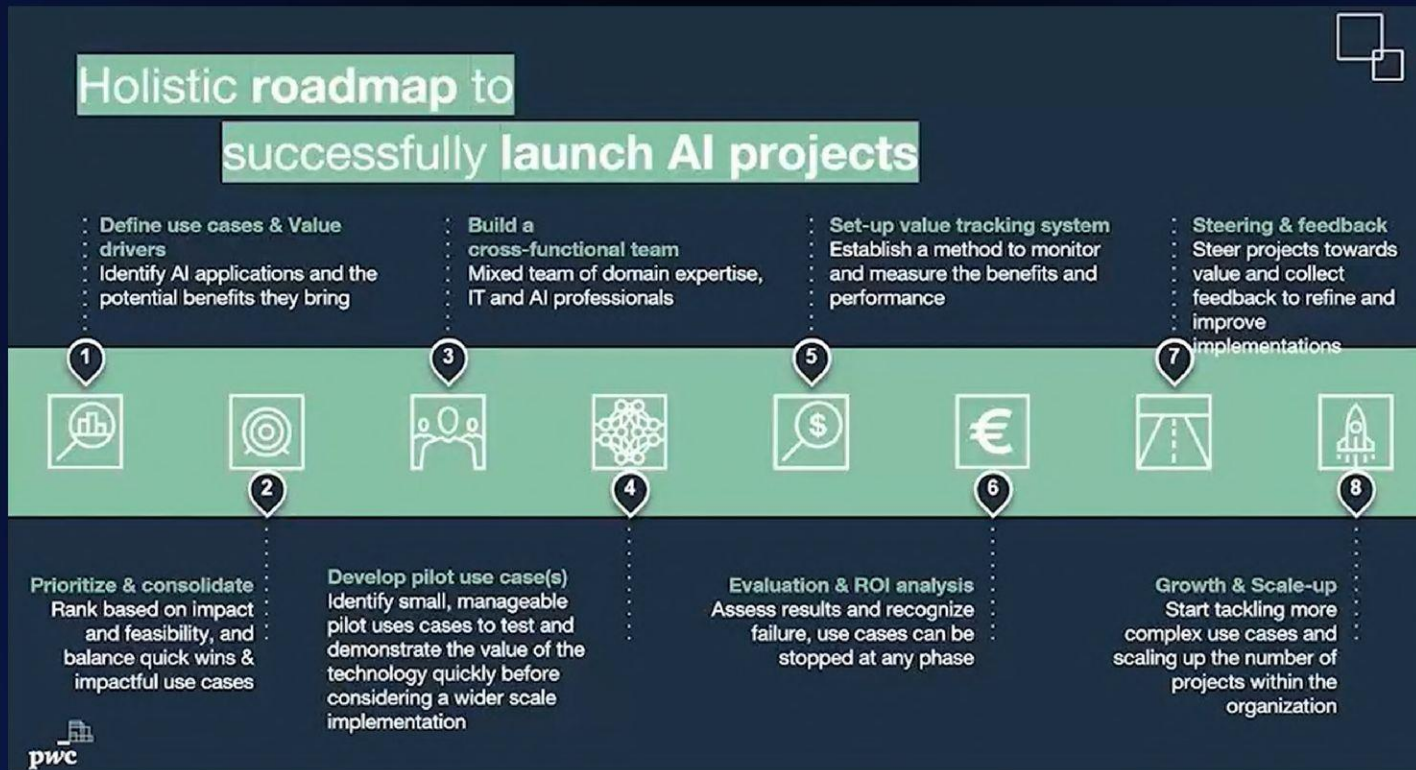 Holistic roadmap to
successfully launch AI projects
Define use cases & Value
drivers
Identify AI applications and the
potential benefits they bring
Build a
cross-functional team
Mixed team of domain expertise,
IT and AI professionals
Set-up value tracking system
Establish a method to monitor
and measure the benefits and
performance
Steering & feedback
Steer projects towards
value and collect
feedback to refine and
improve
implementations
1
3
5
7
$
€
2
4
6
8
Prioritize & consolidate
Rank based on impact
and feasibility, and
balance quick wins &
impactful use cases
Develop pilot use case(s)
Identify small, manageable
pilot uses cases to test and
demonstrate the value of the
technology quickly before
considering a wider scale
implementation
Evaluation & ROI analysis
Assess results and recognize
failure, use cases can be
stopped at any phase
Growth & Scale-up
Start tackling more
complex use cases and
scaling up the number of
projects within the
organization
pwc